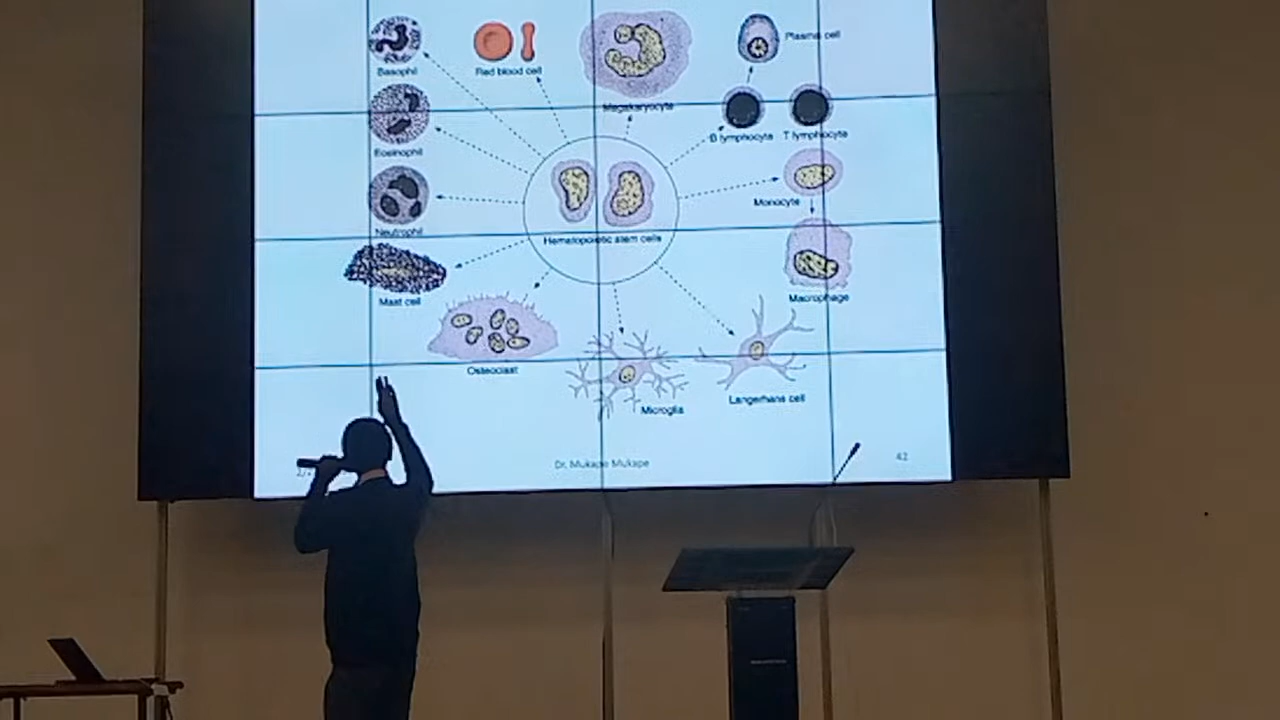 Basophil
Red blood cell
Megakaryocyte
Plasma cell
B lymphocyte
T lymphocyte
Eosinophil
Monocyte
Neutrophil
Hematopoietic stem cells
Mast cell
Macrophage
Osteoclast
Microglia
Langerhans cell
Dr. Mukape Mukape
42